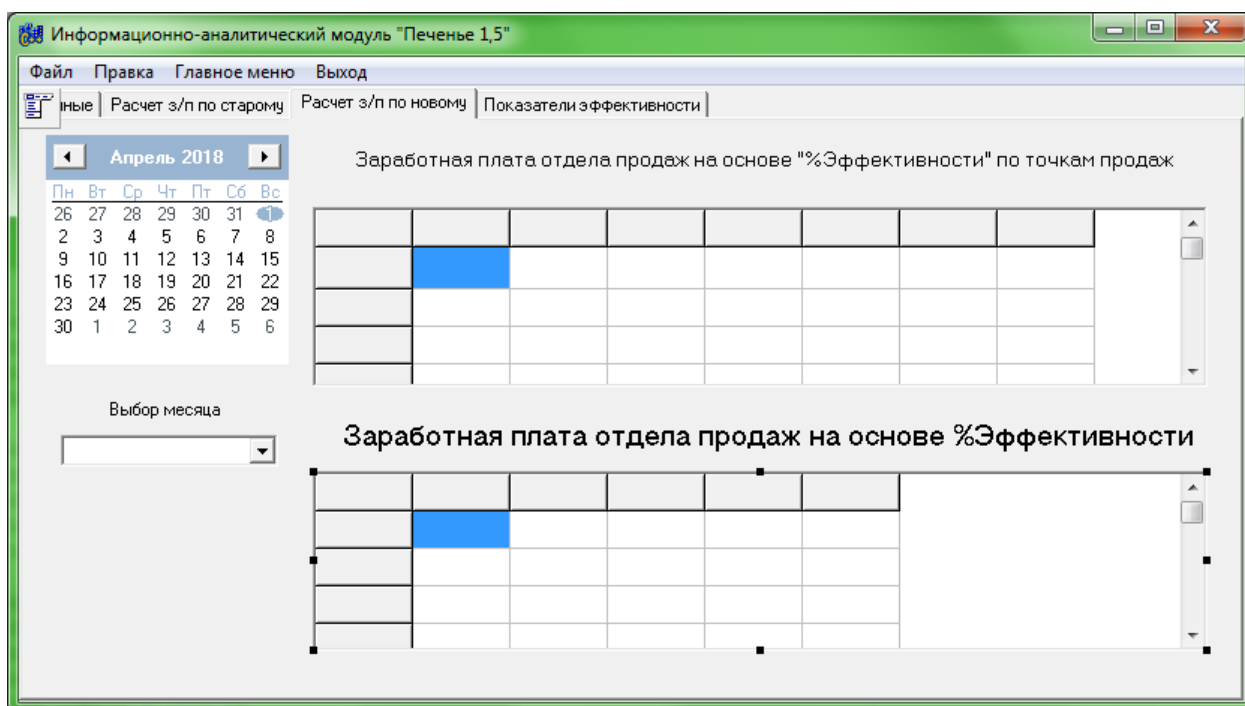 Информационно-аналитический модуль "Печенье 1,5"
Файл Правка Главное меню Выход
нные Расчет з/п по старому Расчет з/п по новому Показатели эффективности
Апрель 2018
Пн Вт Ср Чт Пт Сб Вс
26 27 28 29 30 31 1
2 3 4 5 6 7 8
9 10 11 12 13 14 15
16 17 18 19 20 21 22
23 24 25 26 27 28 29
30 1 2 3 4 5 6
Выбор месяца
Заработная плата отдела продаж на основе "%Эффективности" по точкам продаж
Заработная плата отдела продаж на основе %Эффективности